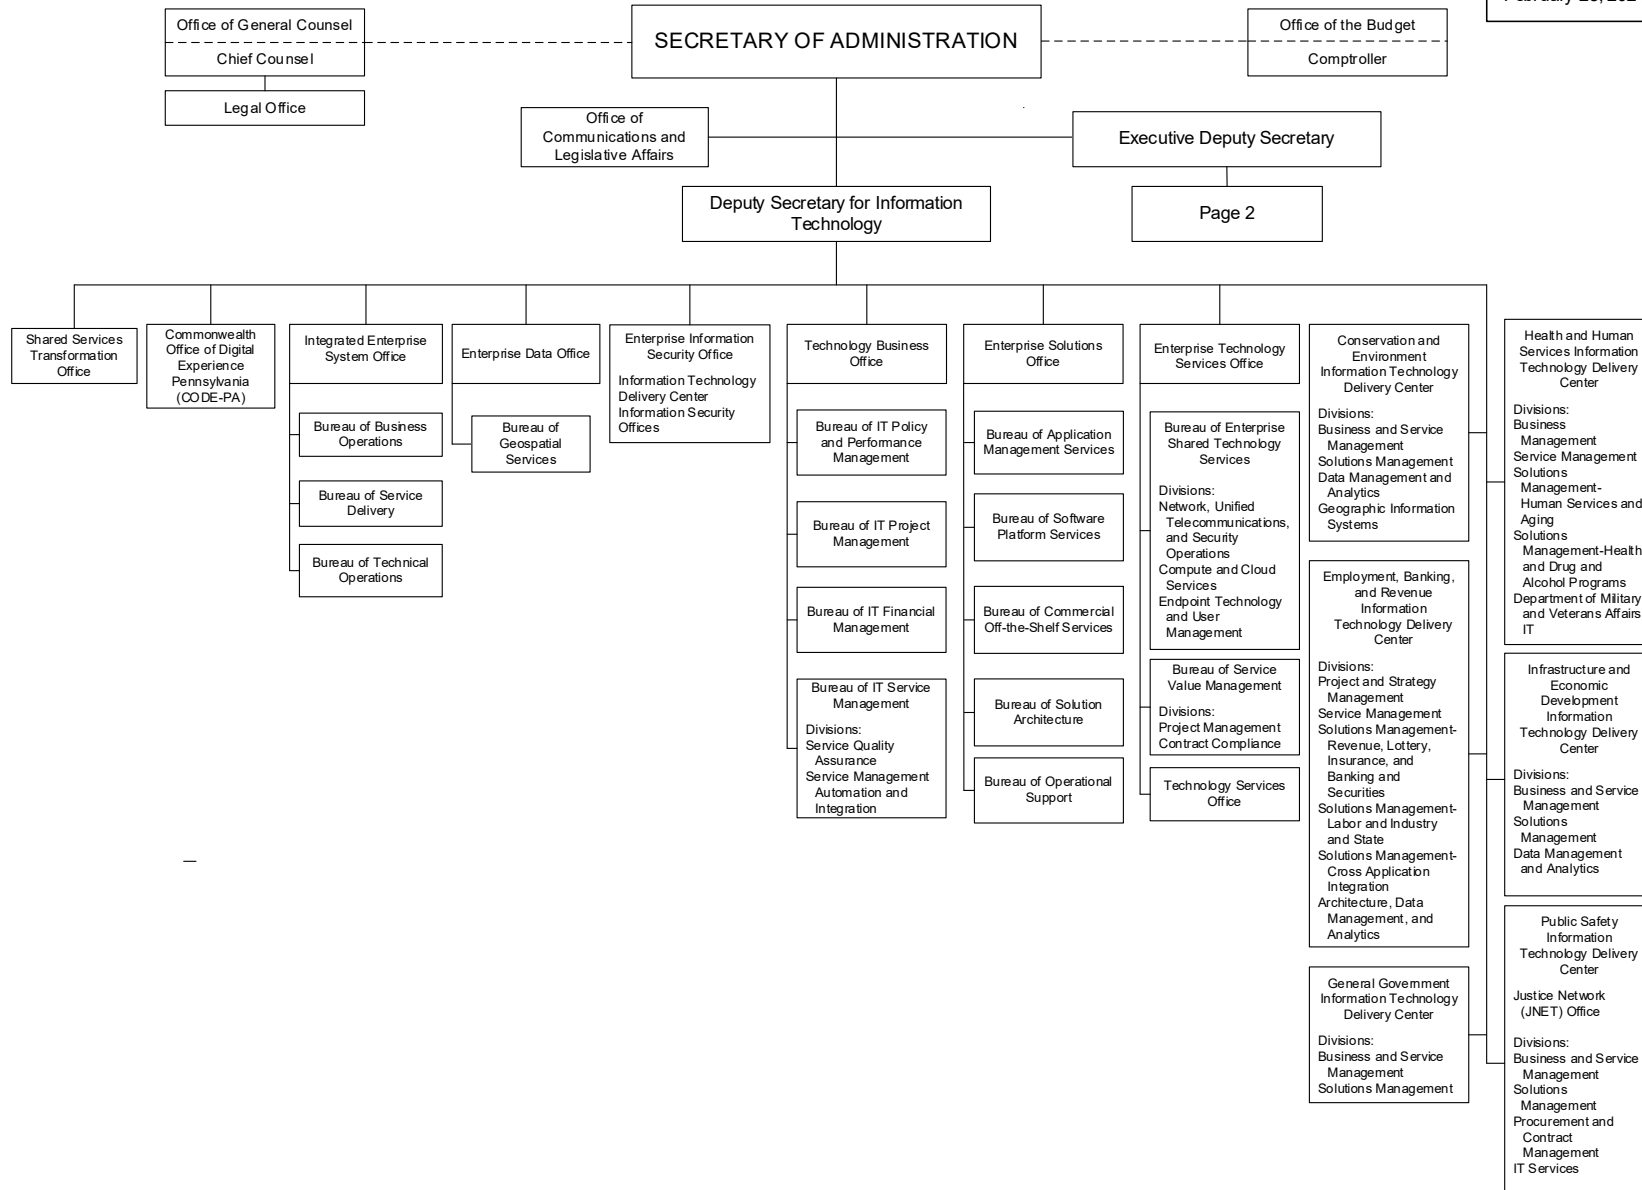 February 28, 202
Office of General Counsel
Chief Counsel
Legal Office
SECRETARY OF ADMINISTRATION
Office of the Budget
Comptroller
Office of
Communications and
Legislative Affairs
Executive Deputy Secretary
Deputy Secretary for Information
Technology
Page 2
Shared Services
Transformation
Office
Commonwealth
Office of Digital
Experience
Pennsylvania
(CODE-PA)
Integrated Enterprise
System Office
Bureau of Business
Operations
Bureau of Service
Delivery
Bureau of Technical
Operations
Enterprise Data Office
Bureau of
Geospatial
Services
Enterprise Information
Security Office
Information Technology
Delivery Center
Information Security
Offices
Technology Business
Office
Bureau of IT Policy
and Performance
Management
Bureau of IT Project
Management
Bureau of IT Financial
Management
Bureau of IT Service
Management
Divisions:
Service Quality
Assurance
Service Management
Automation and
Integration
Enterprise Solutions
Office
Bureau of Application
Management Services
Bureau of Software
Platform Services
Bureau of Commercial
Off-the-Shelf Services
Bureau of Solution
Architecture
Bureau of Operational
Support
Enterprise Technology
Services Office
Bureau of Enterprise
Shared Technology
Services
Divisions:
Network, Unified
Telecommunications,
and Security
Operations
Compute and Cloud
Services
Endpoint Technology
and User
Management
Bureau of Service
Value Management
Divisions:
Project Management
Contract Compliance
Technology Services
Office
Conservation and
Environment
Information Technology
Delivery Center
Divisions:
Business and Service
Management
Solutions Management
Data Management and
Analytics
Geographic Information
Systems
Employment, Banking,
and Revenue
Information
Technology Delivery
Center
Divisions:
Project and Strategy
Management
Service Management
Solutions Management-
Revenue, Lottery,
Insurance, and
Banking and
Securities
Solutions Management-
Labor and Industry
and State
Solutions Management-
Cross Application
Integration
Architecture, Data
Management, and
Analytics
General Government
Information Technology
Delivery Center
Divisions:
Business and Service
Management
Solutions Management
Health and Human
Services Information
Technology Delivery
Center
Divisions:
Business
Management
Service Management
Solutions
Management-
Human Services and
Aging
Solutions
Management-Health
and Drug and
Alcohol Programs
Department of Military
and Veterans Affairs
IT
Infrastructure and
Economic
Development
Information
Technology Delivery
Center
Divisions:
Business and Service
Management
Solutions
Management
Data Management
and Analytics
Public Safety
Information
Technology Delivery
Center
Justice Network
(JNET) Office
Divisions:
Business and Service
Management
Solutions
Management
Procurement and
Contract
Management
IT Services